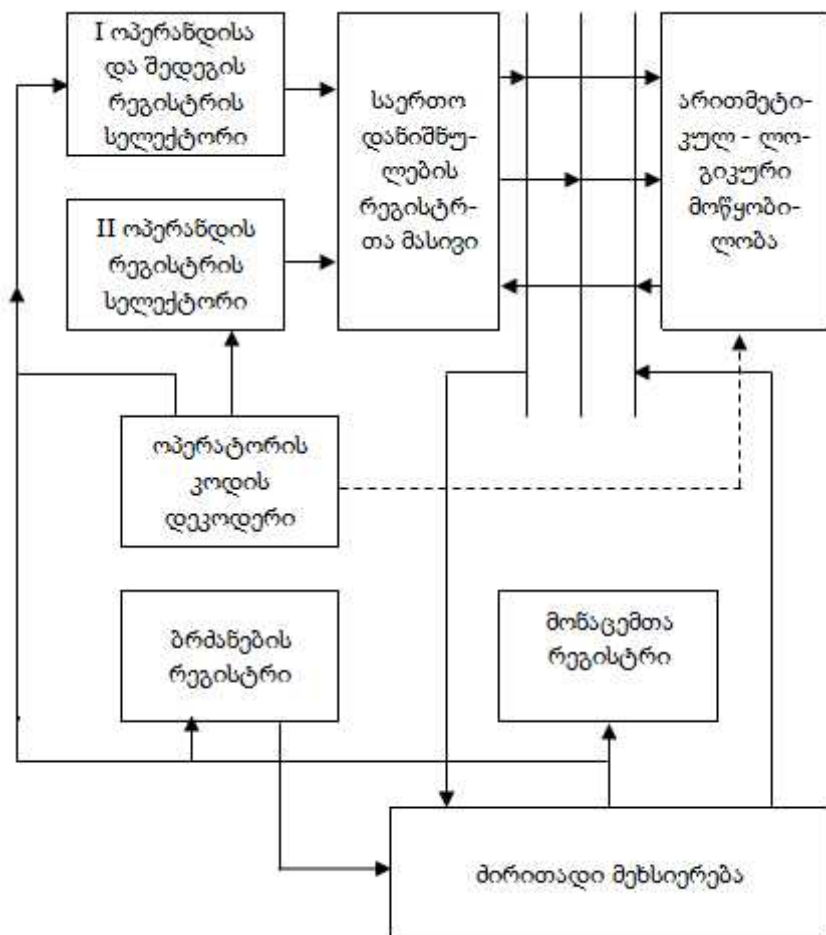 I ოპერანდისა
და შედეგის
რეგისტრის
სელექტორი
საერთო
დანიშნუ-
ლების
რეგისტრ-
თა მასივი
არითმეტი-
კულ - ლო-
გიკური
მოწყობი-
ლობა
II ოპერანდის
რეგისტრის
სელექტორი
ოპერატორის
კოდის
დეკოდერი
ბრძანების
რეგისტრი
მონაცემთა
რეგისტრი
ძირითადი მეხსიერება